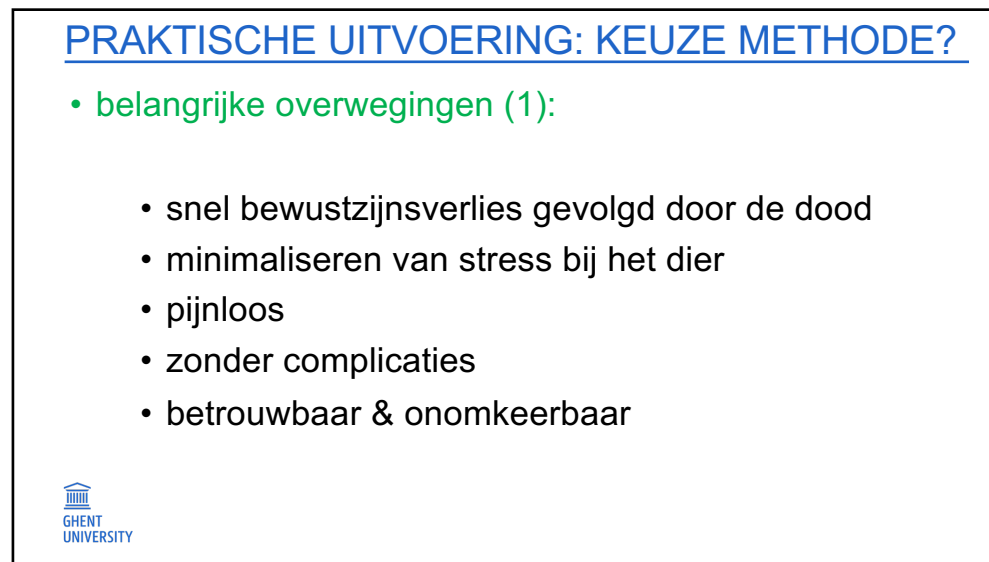 PRAKTISCHE UITVOERING: KEUZE METHODE?
• belangrijke overwegingen (1):
• snel bewustzijnsverlies gevolgd door de dood
• minimaliseren van stress bij het dier
• pijnloos
• zonder complicaties
• betrouwbaar & onomkeerbaar
GHENT
UNIVERSITY